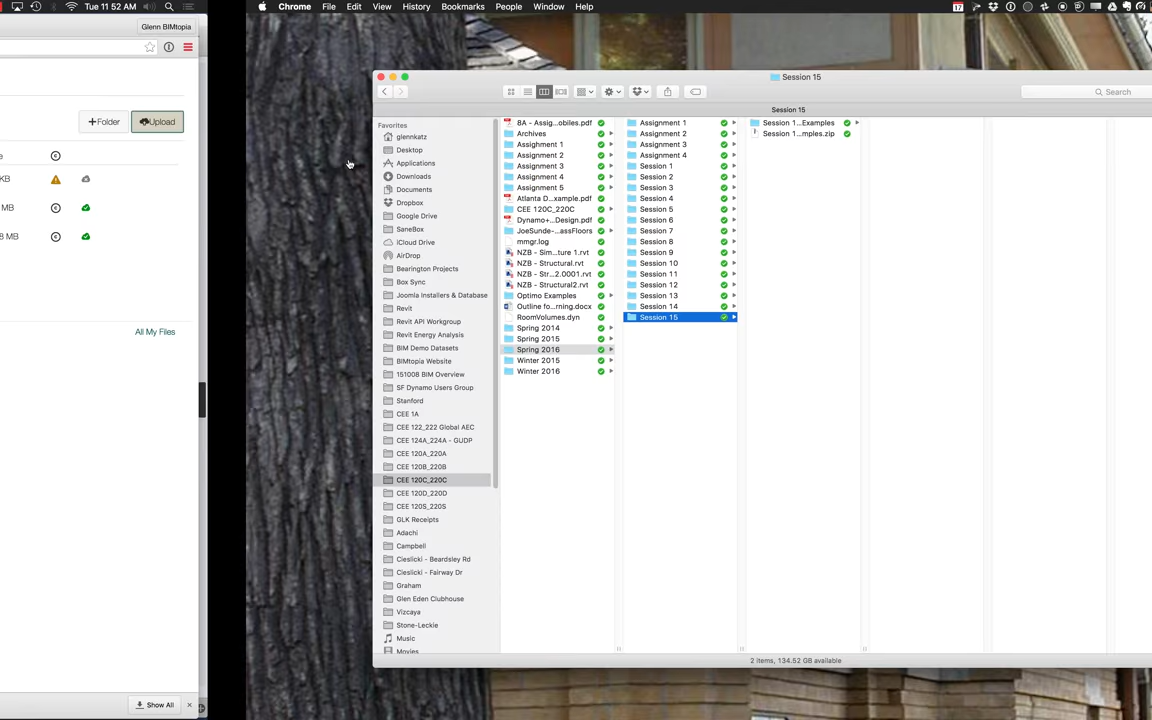 Tue 11 52 AM
Chrome File Edit View History Bookmarks People Window Help
17
Glenn BIMtopia
Session 15
Search
Session 15
+Folder
Upload
KB
MB
8 MB
All My Files
Show All
Favorites
glennkatz
Desktop
Applications
Downloads
Documents
Dropbox
Google Drive
SaneBox
iCloud Drive
AirDrop
Bearington Projects
Box Sync
Joomla Installers & Database
Revit
Revit API Workgroup
Revit Energy Analysis
BIM Demo Datasets
BIMtopia Website
151008 BIM Overview
SF Dynamo Users Group
Stanford
CEE 1A
CEE 122_222 Global AEC
CEE 124A_224A - GUDP
CEE 120A_220A
CEE 120B_220B
CEE 120C_220C
CEE 120D_220D
CEE 120S_220S
GLK Receipts
Adachi
Campbell
Cieslicki - Beardsley Rd
Cieslicki - Fairway Dr
Graham
Glen Eden Clubhouse
Vizcaya
Stone-Leckie
Music
Movies
8A - Assig...obiles.pdf
Archives
Assignment 1
Assignment 2
Assignment 3
Assignment 4
Assignment 5
Atlanta D...xample.pdf
CEE 120C_220C
Dynamo+...Design.pdf
JoeSunde-...assFloors
mmgr.log
NZB - Sim...ture 1.rvt
NZB - Structural.rvt
NZB - Str...2.0001.rvt
NZB - Structural2.rvt
Optimo Examples
Outline fo...rning.docx
RoomVolumes.dyn
Spring 2014
Spring 2015
Spring 2016
Winter 2015
Winter 2016
Assignment 1
Assignment 2
Assignment 3
Assignment 4
Session 1
Session 2
Session 3
Session 4
Session 5
Session 6
Session 7
Session 8
Session 9
Session 10
Session 11
Session 12
Session 13
Session 14
Session 15
Session 1...Examples
Session 1...mples.zip
2 items, 134.52 GB available